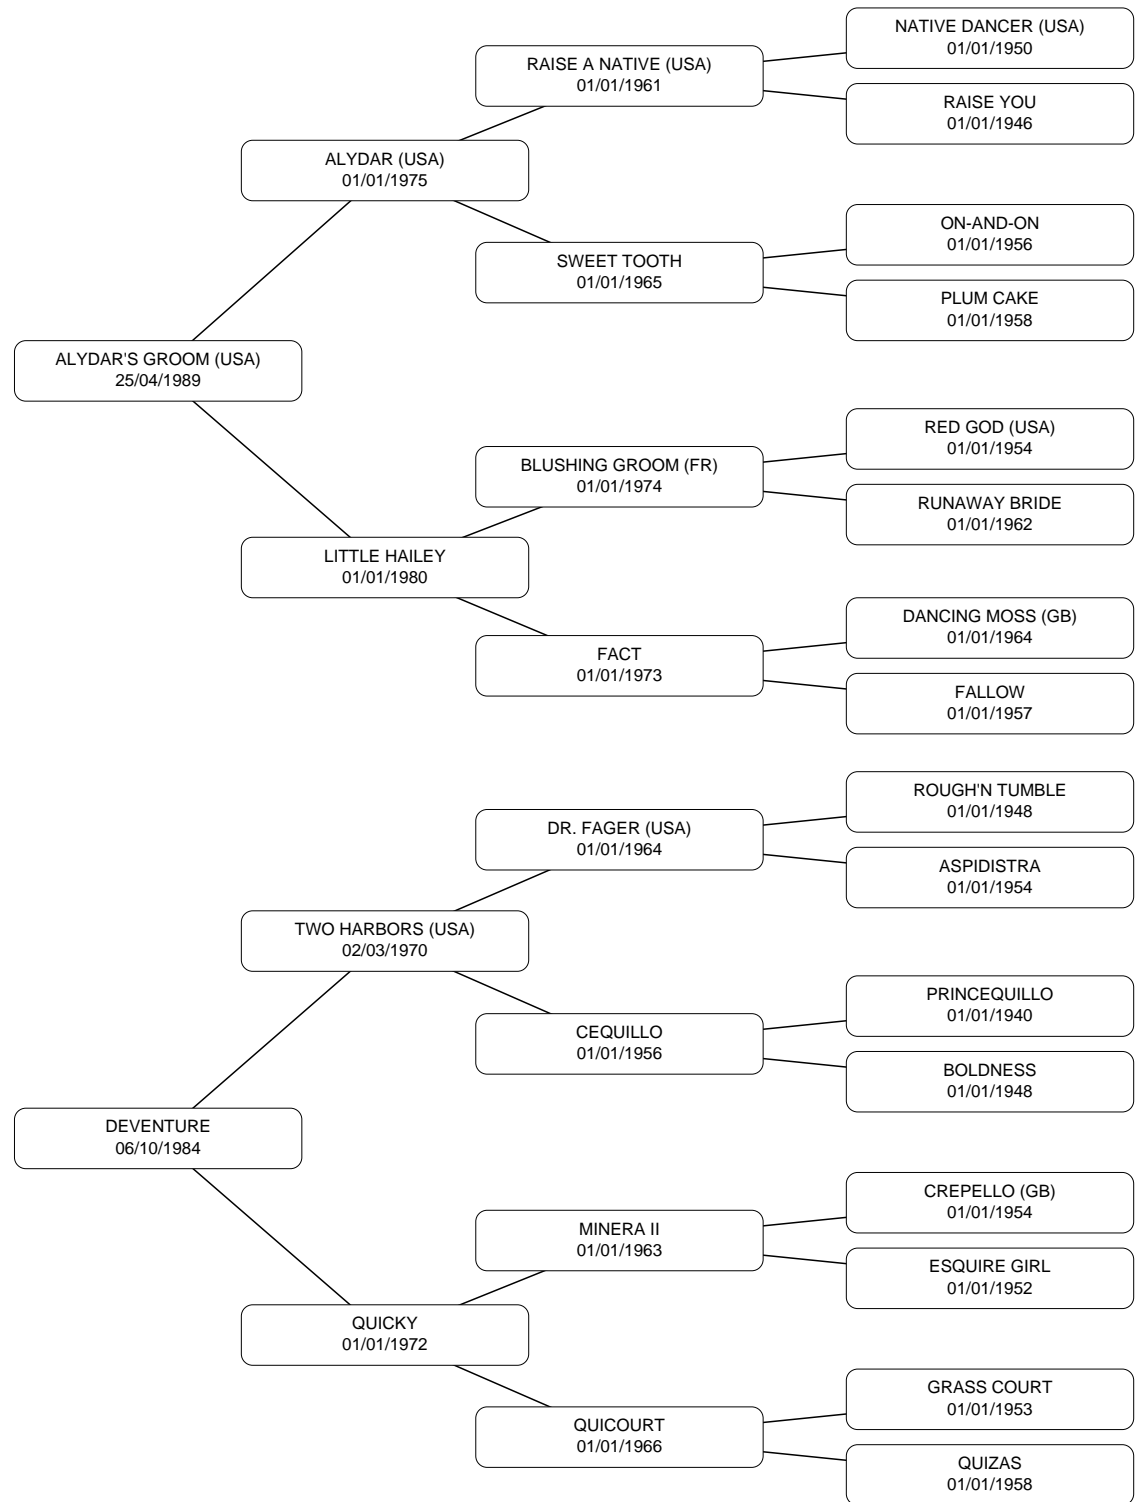 NATIVE DANCER (USA)
01/01/1950
RAISE A NATIVE (USA)
01/01/1961
RAISE YOU
01/01/1946
ALYDAR (USA)
01/01/1975
ON-AND-ON
01/01/1956
SWEET TOOTH
01/01/1965
PLUM CAKE
01/01/1958
ALYDAR'S GROOM (USA)
25/04/1989
RED GOD (USA)
01/01/1954
BLUSHING GROOM (FR)
01/01/1974
RUNAWAY BRIDE
01/01/1962
LITTLE HAILEY
01/01/1980
DANCING MOSS (GB)
01/01/1964
FACT
01/01/1973
FALLOW
01/01/1957
ROUGH'N TUMBLE
01/01/1948
DR. FAGER (USA)
01/01/1964
ASPIDISTRA
01/01/1954
TWO HARBORS (USA)
02/03/1970
PRINCEQUILLO
01/01/1940
CEQUILLO
01/01/1956
BOLDNESS
01/01/1948
DEVENTURE
06/10/1984
CREPELLO (GB)
01/01/1954
MINERA II
01/01/1963
ESQUIRE GIRL
01/01/1952
QUICKY
01/01/1972
GRASS COURT
01/01/1953
QUICOURT
01/01/1966
QUIZAS
01/01/1958